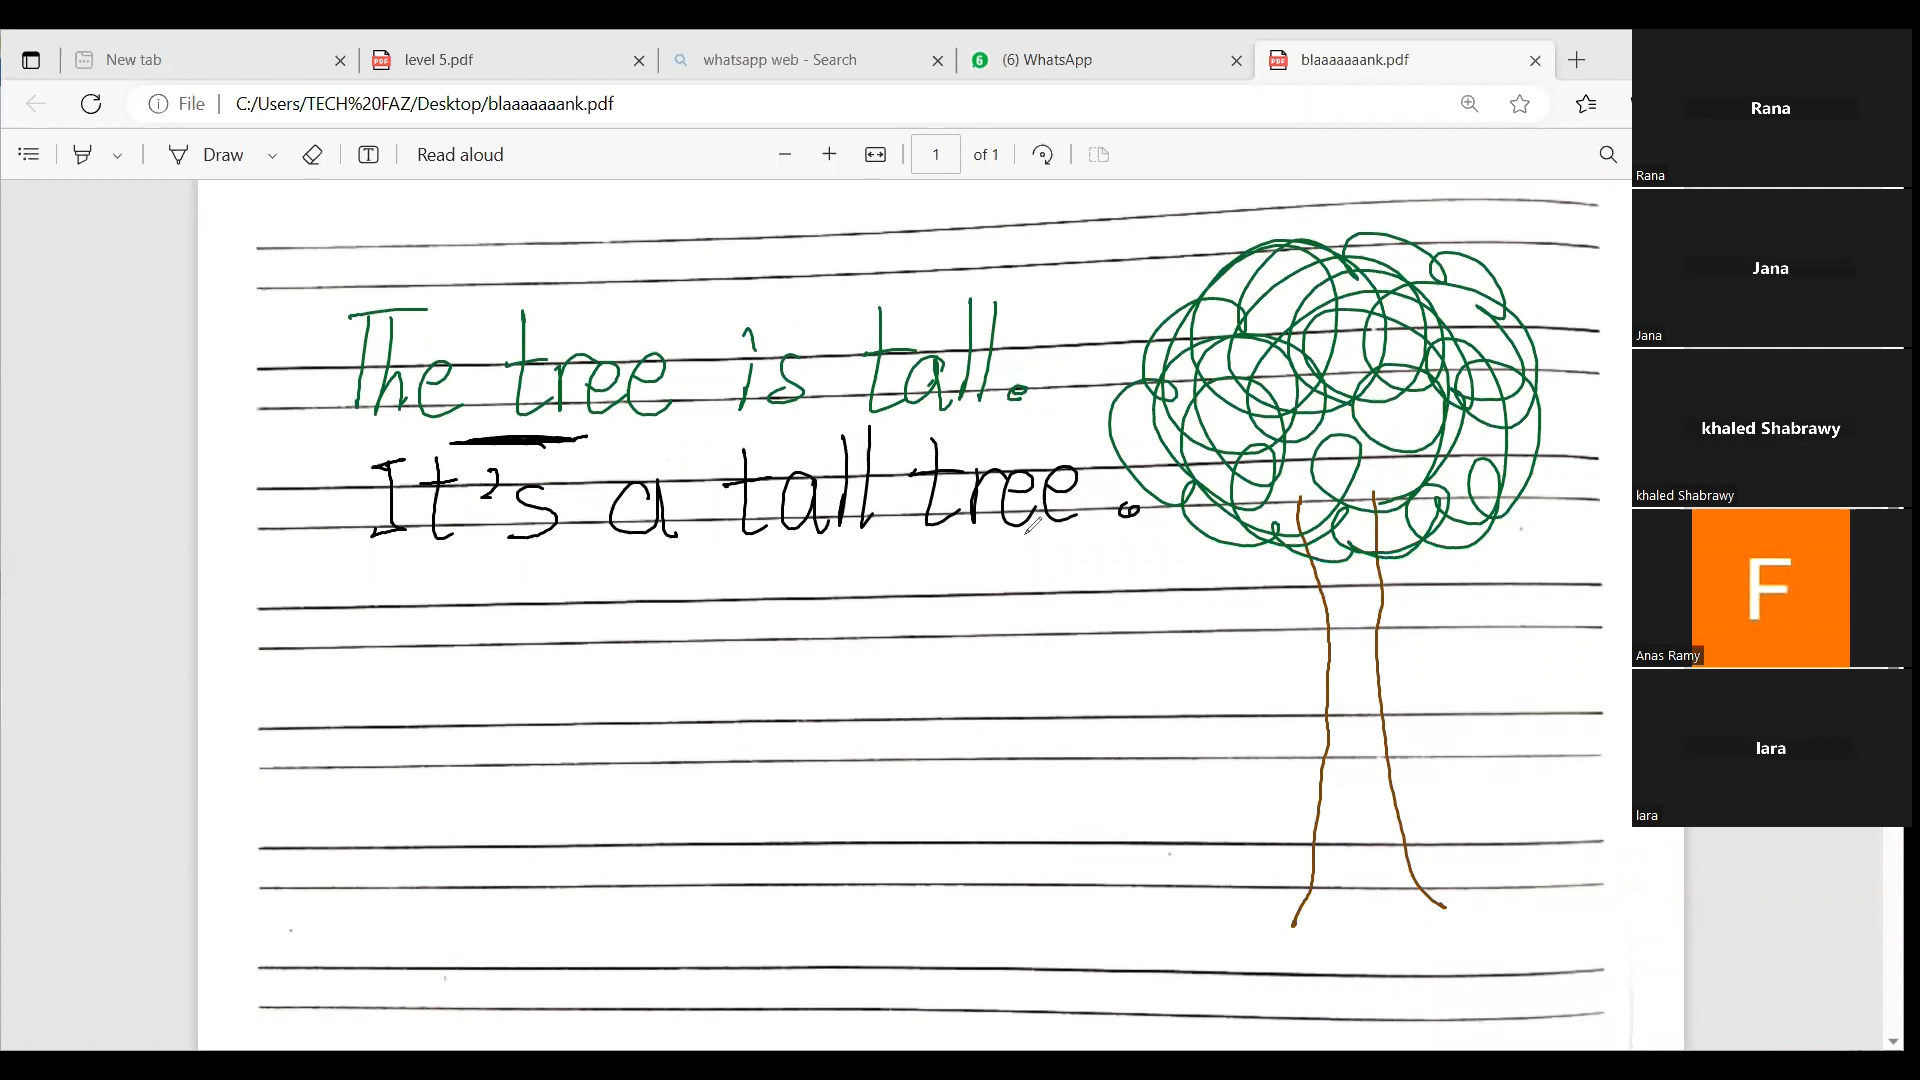 New tab
level 5.pdf
whatsapp web - Search
(6) WhatsApp
blaaaaaaank.pdf
File
C:/Users/TECH%20FAZ/Desktop/blaaaaaaank.pdf
Draw
Read aloud
1 of 1
The tree is tall.
It's a tall tree.
Rana
Rana
Jana
Jana
khaled Shabrawy
khaled Shabrawy
F
Anas Ramy
lara
lara